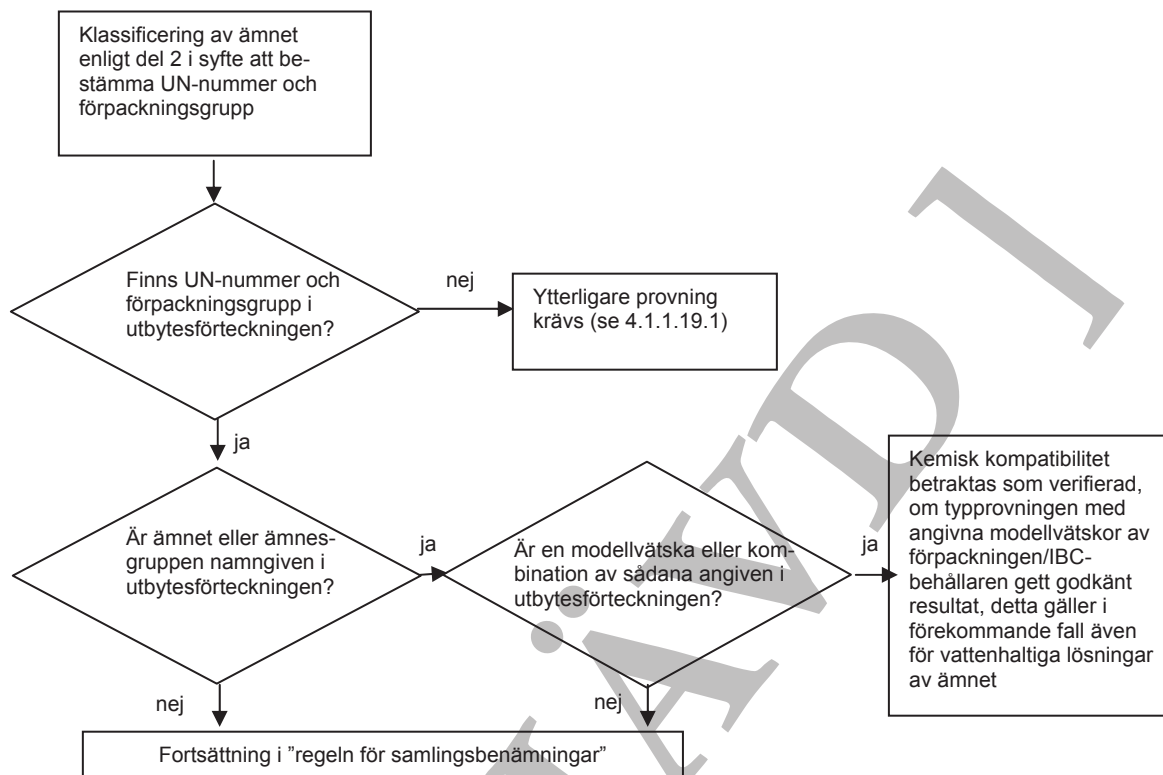 Klassificering av ämnet
enligt del 2 i syfte att be-
stämma UN-nummer och
förpackningsgrupp
Finns UN-nummer och
förpackningsgrupp i
utbytesförteckningen?
nej
Ytterligare provning
krävs (se 4.1.1.19.1)
ja
Är ämnet eller ämnes-
gruppen namngiven i
utbytesförteckningen?
ja
Är en modellvätska eller kom-
bination av sådana angiven i
utbytesförteckningen?
ja
Kemisk kompatibilitet
betraktas som verifierad,
om typprovningen med
angivna modellvätskor av
förpackningen/IBC-
behållaren gett godkänt
resultat, detta gäller i
förekommande fall även
för vattenhaltiga lösningar
av ämnet
nej
nej
Fortsättning i ”regeln för samlingsbenämningar”
ÄVD ]